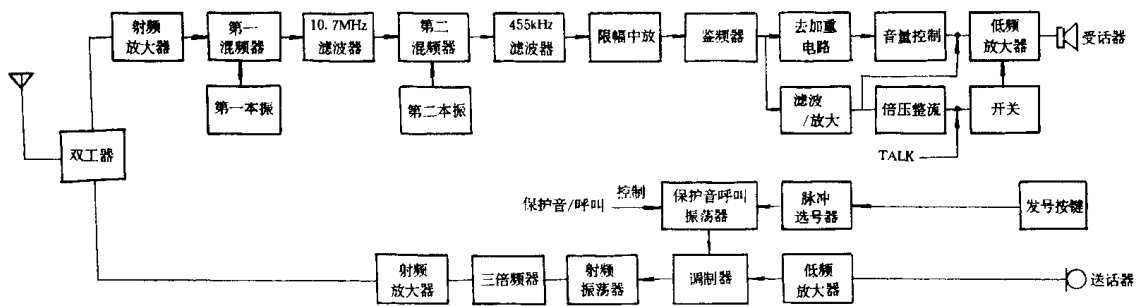 射频
放大器
第一
混频器
10.7MHz
滤波器
第二
混频器
455kHz
滤波器
限幅中放
鉴频器
去加重
电路
音量控制
低频
放大器
受话器
第一本振
第二本振
滤波
/放大
倍压整流
开关
TALK
双工器
保护音/呼叫
控制
保护音呼叫
振荡器
脉冲
选号器
发号按键
射频
放大器
三倍频器
射频
振荡器
调制器
低频
放大器
送话器